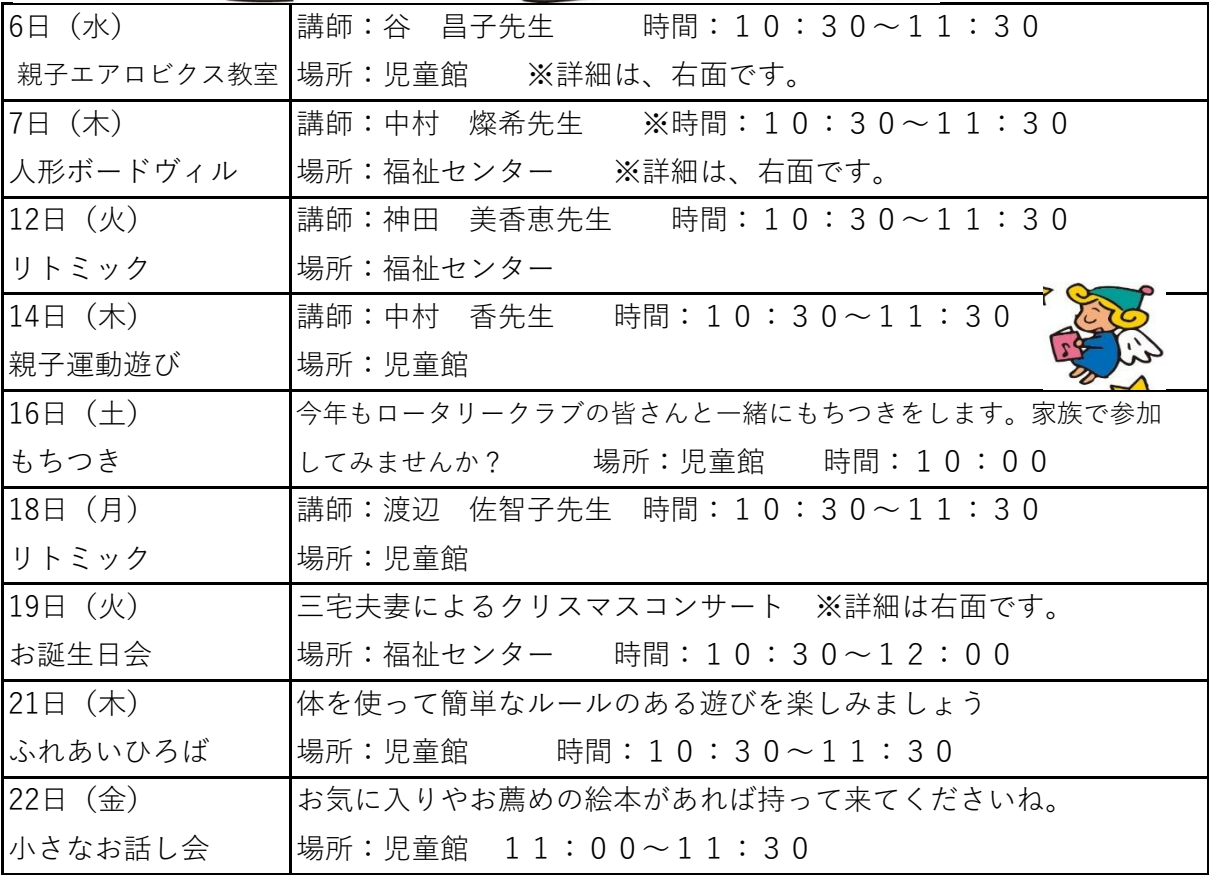 6日（水）
講師：谷　昌子先生　　　時間：１０：３０～１１：３０
親子エアロビクス教室
場所：児童館　　※詳細は、右面です。
7日（木）
講師：中村　燦希先生　　※時間：１０：３０～１１：３０
人形ボードヴィル
場所：福祉センター　　※詳細は、右面です。
12日（火）
講師：神田　美香恵先生　　時間：１０：３０～１１：３０
リトミック
場所：福祉センター
14日（木）
講師：中村　香先生　　時間：１０：３０～１１：３０
親子運動遊び
場所：児童館
16日（土）
今年もロータリークラブの皆さんと一緒にもちつきをします。家族で参加
もちつき
してみませんか？　　　場所：児童館　　時間：１０：００
18日（月）
講師：渡辺　佐智子先生　時間：１０：３０～１１：３０
リトミック
場所：児童館
19日（火）
三宅夫妻によるクリスマスコンサート　※詳細は右面です。
お誕生日会
場所：福祉センター　　時間：１０：３０～１２：００
21日（木）
体を使って簡単なルールのある遊びを楽しみましょう
ふれあいひろば
場所：児童館　　　時間：１０：３０～１１：３０
22日（金）
お気に入りやお薦めの絵本があれば持って来てくださいね。
小さなお話し会
場所：児童館　１１：００～１１：３０